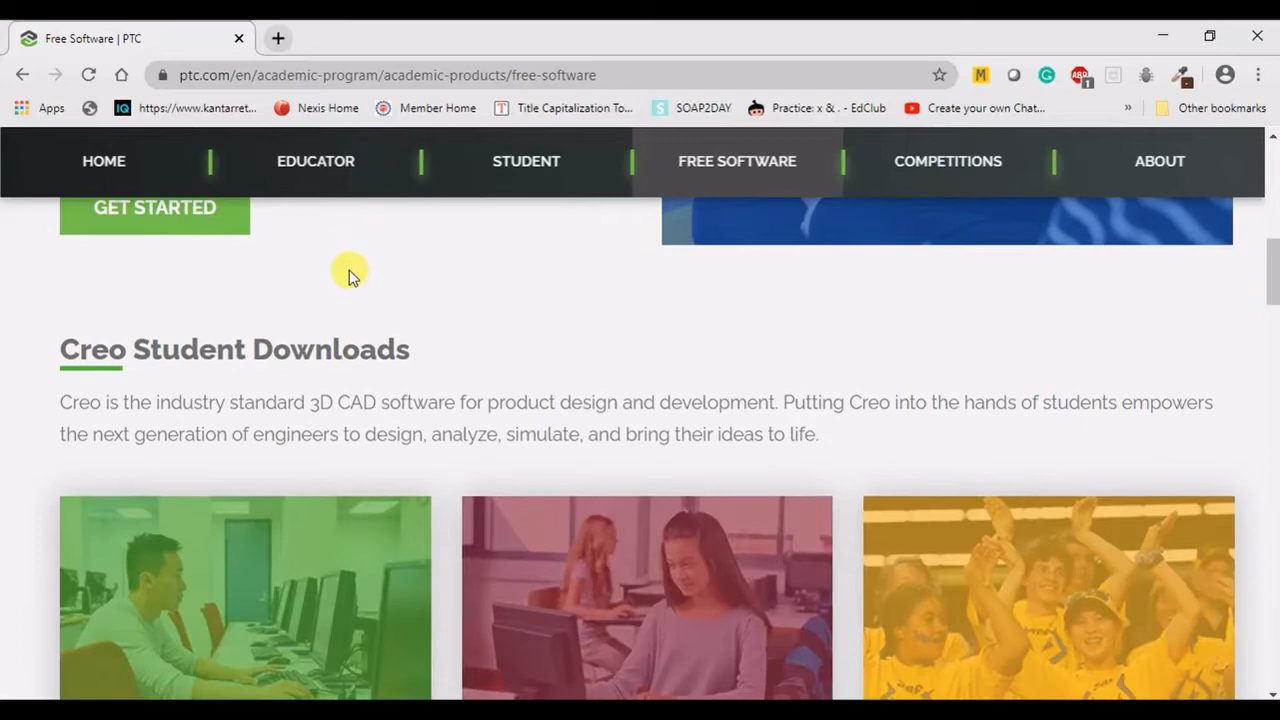 Free Software | PTC
ptc.com/en/academic-program/academic-products/free-software
Apps https://www.kantarret... Nexis Home Member Home Title Capitalization To... SOAP2DAY Practice: x & . - EdClub Create your own Chat... » Other bookmarks
HOME EDUCATOR STUDENT FREE SOFTWARE COMPETITIONS ABOUT
GET STARTED
Creo Student Downloads
Creo is the industry standard 3D CAD software for product design and development. Putting Creo into the hands of students empowers
the next generation of engineers to design, analyze, simulate, and bring their ideas to life.